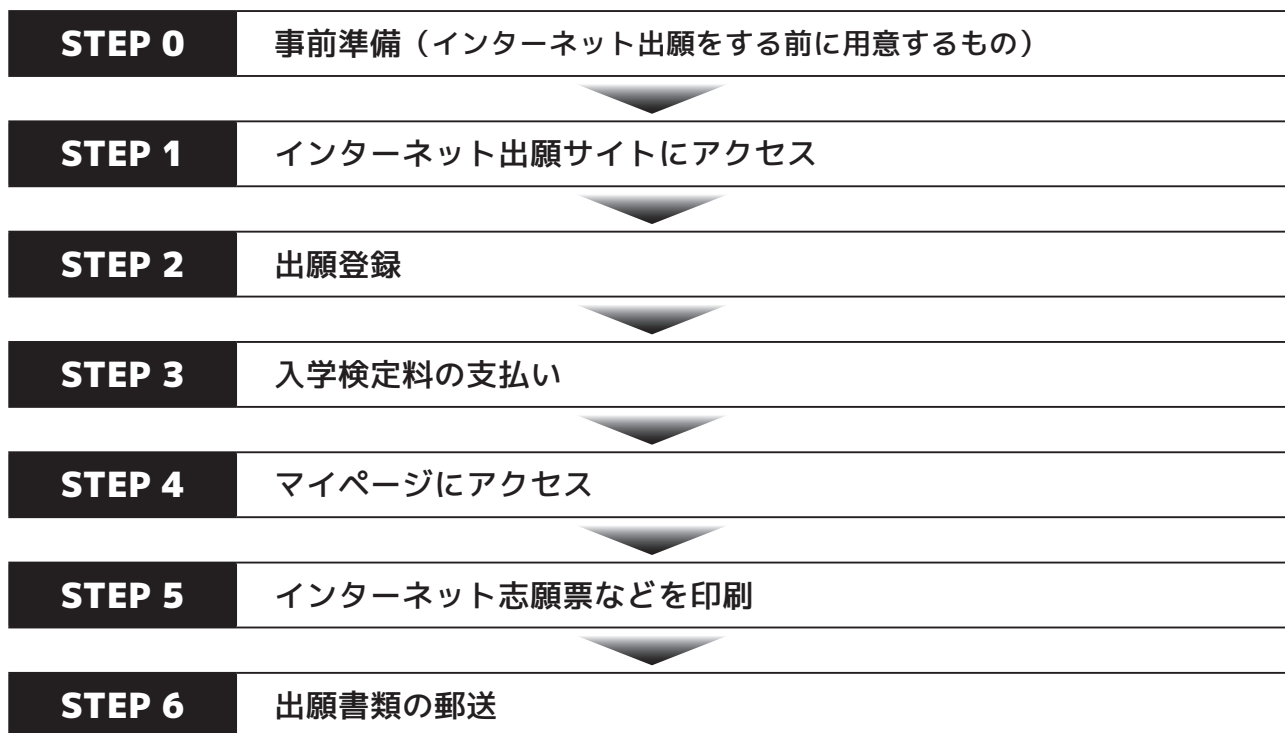 STEP 0 事前準備（インターネット出願をする前に用意するもの）
STEP 1 インターネット出願サイトにアクセス
STEP 2 出願登録
STEP 3 入学検定料の支払い
STEP 4 マイページにアクセス
STEP 5 インターネット志願票などを印刷
STEP 6 出願書類の郵送